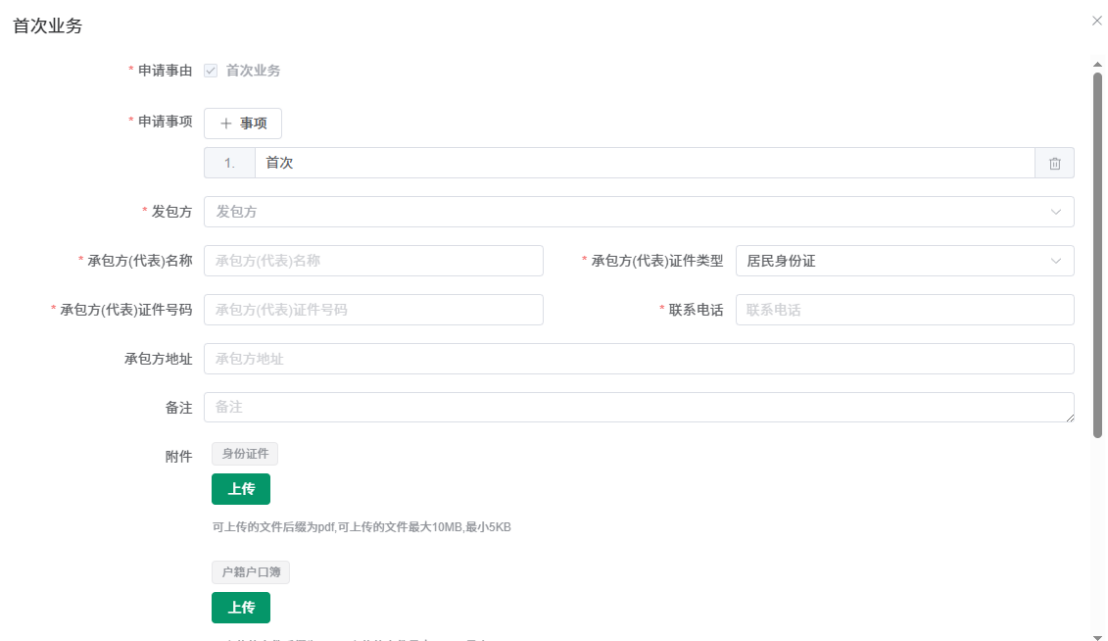 首次业务
* 申请事由 首次业务
* 申请事项 + 事项
1. 首次
* 发包方 发包方
* 承包方(代表)名称 承包方(代表)名称 * 承包方(代表)证件类型 居民身份证
* 承包方(代表)证件号码 承包方(代表)证件号码 * 联系电话 联系电话
承包方地址 承包方地址
备注 备注
附件 身份证件
上传
可上传的文件后缀为pdf,可上传的文件最大10MB,最小5KB
户籍户口簿
上传